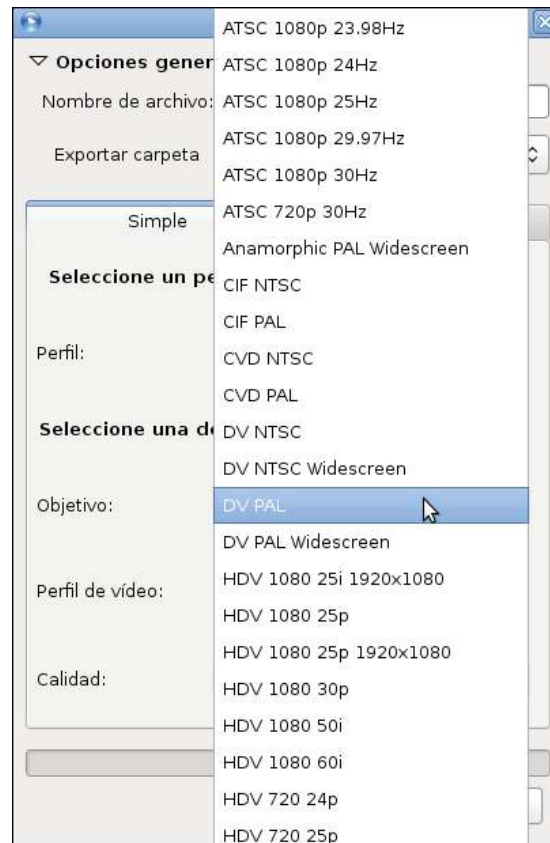 ATSC 1080p 23.98Hz
▽ Opciones gener
ATSC 1080p 24Hz
Nombre de archivo:
ATSC 1080p 25Hz
ATSC 1080p 29.97Hz
Exportar carpeta
ATSC 1080p 30Hz
ATSC 720p 30Hz
Simple
Anamorphic PAL Widescreen
Seleccione un pe
CIF NTSC
CIF PAL
Perfil:
CVD NTSC
CVD PAL
Seleccione una de
DV NTSC
DV NTSC Widescreen
Objetivo:
DV PAL
DV PAL Widescreen
HDV 1080 25i 1920x1080
Perfil de vídeo:
HDV 1080 25p
HDV 1080 25p 1920x1080
Calidad:
HDV 1080 30p
HDV 1080 50i
HDV 1080 60i
HDV 720 24p
HDV 720 25p